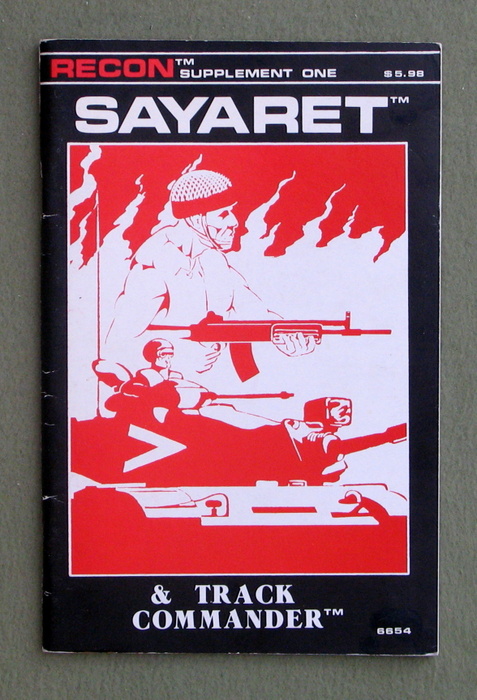 RECON™
SUPPLEMENT ONE $5.98
SAYARET™
& TRACK
COMMANDER™
6654